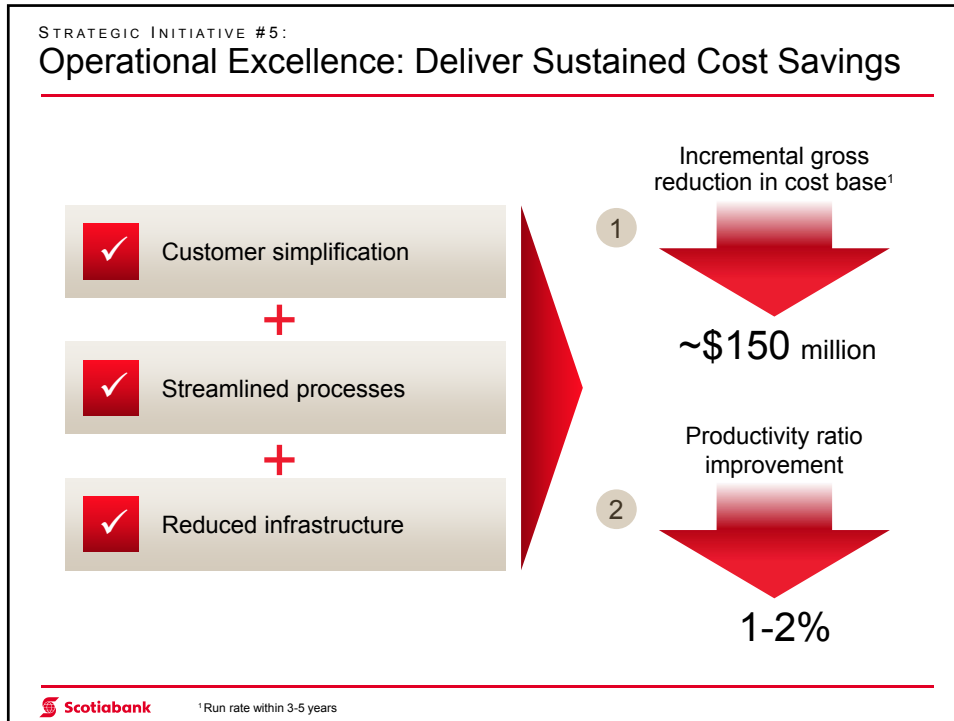 STRATEGIC INITIATIVE #5:
Operational Excellence: Deliver Sustained Cost Savings
Customer simplification
+
Streamlined processes
+
Reduced infrastructure
1
Incremental gross
reduction in cost base¹
~$150 million
2
Productivity ratio
improvement
1-2%
Scotiabank
¹ Run rate within 3-5 years